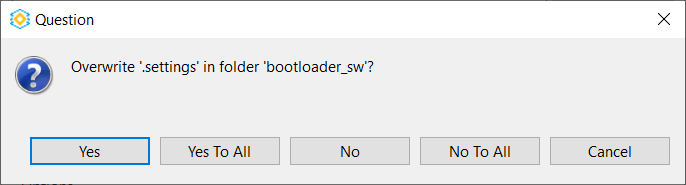 Question
Overwrite '.settings' in folder 'bootloader_sw'?
Yes
Yes To All
No
No To All
Cancel